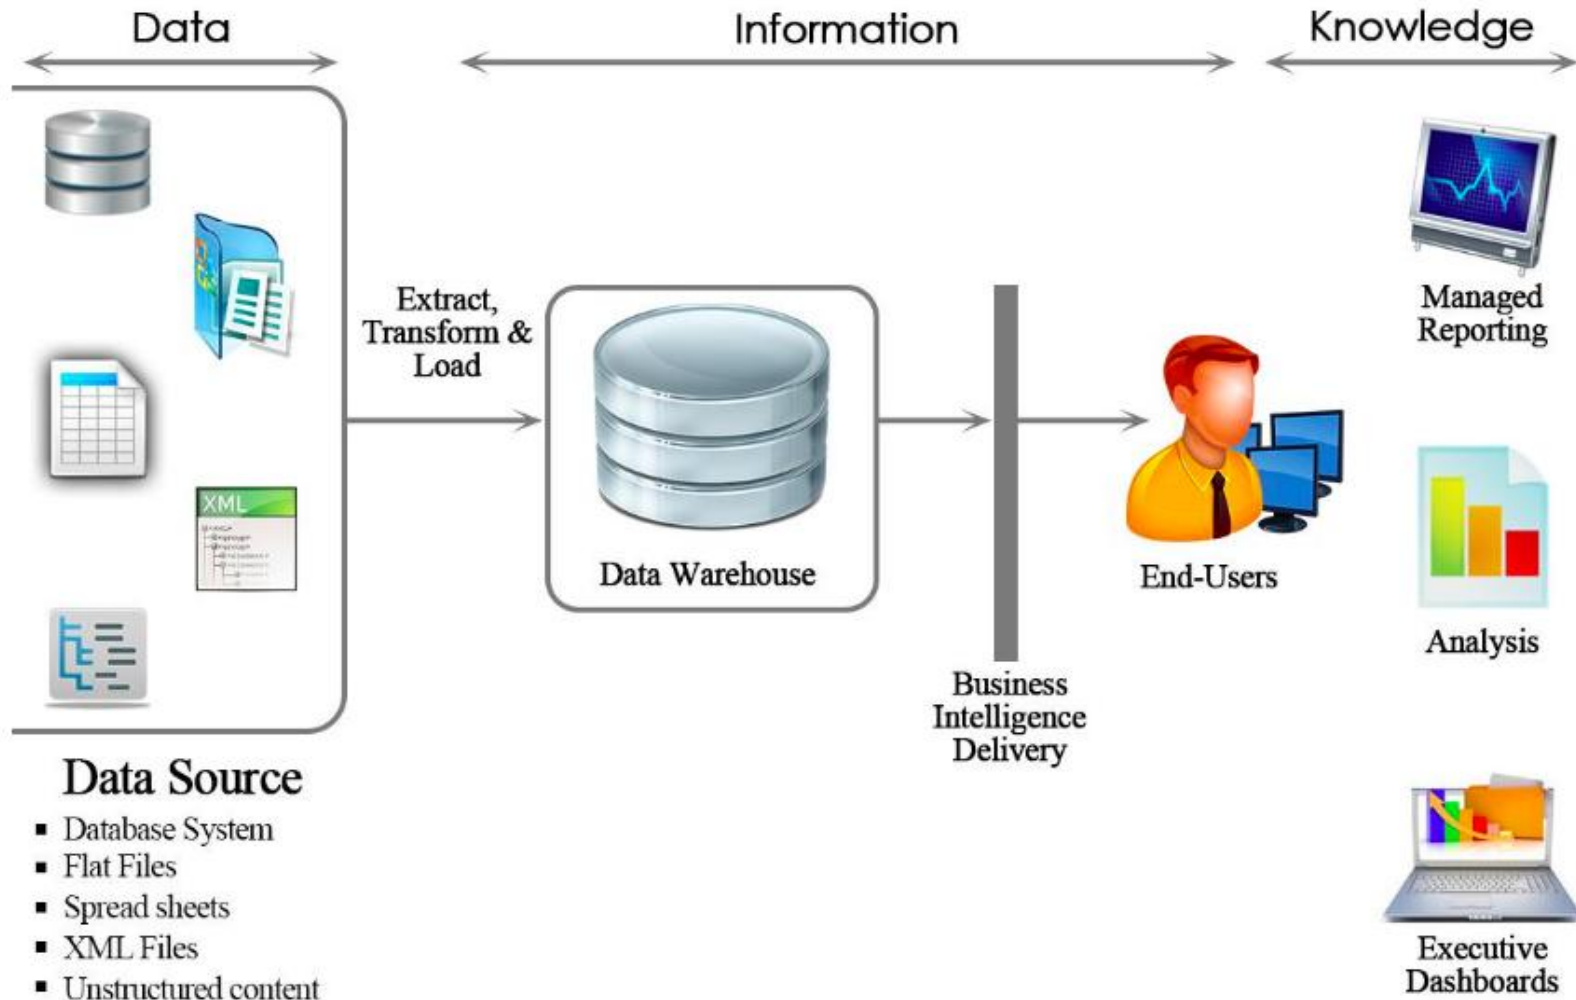 Data
Information
Knowledge
Extract,
Transform &
Load
XML
Data Warehouse
Business
Intelligence
Delivery
End-Users
Managed
Reporting
Analysis
Executive
Dashboards
Data Source
▪ Database System
▪ Flat Files
▪ Spread sheets
▪ XML Files
▪ Unstructured content